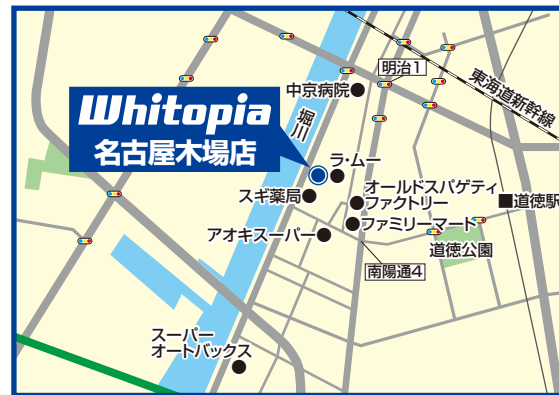 明治1
中京病院
東海道新幹線
Whitopia
名古屋木場店
堀川
ラ・ムー
スギ薬局
オールドスパゲティ
ファクトリー
道徳駅
アオキスーパー
ファミリーマート
道徳公園
南陽通4
スーパー
オートバックス